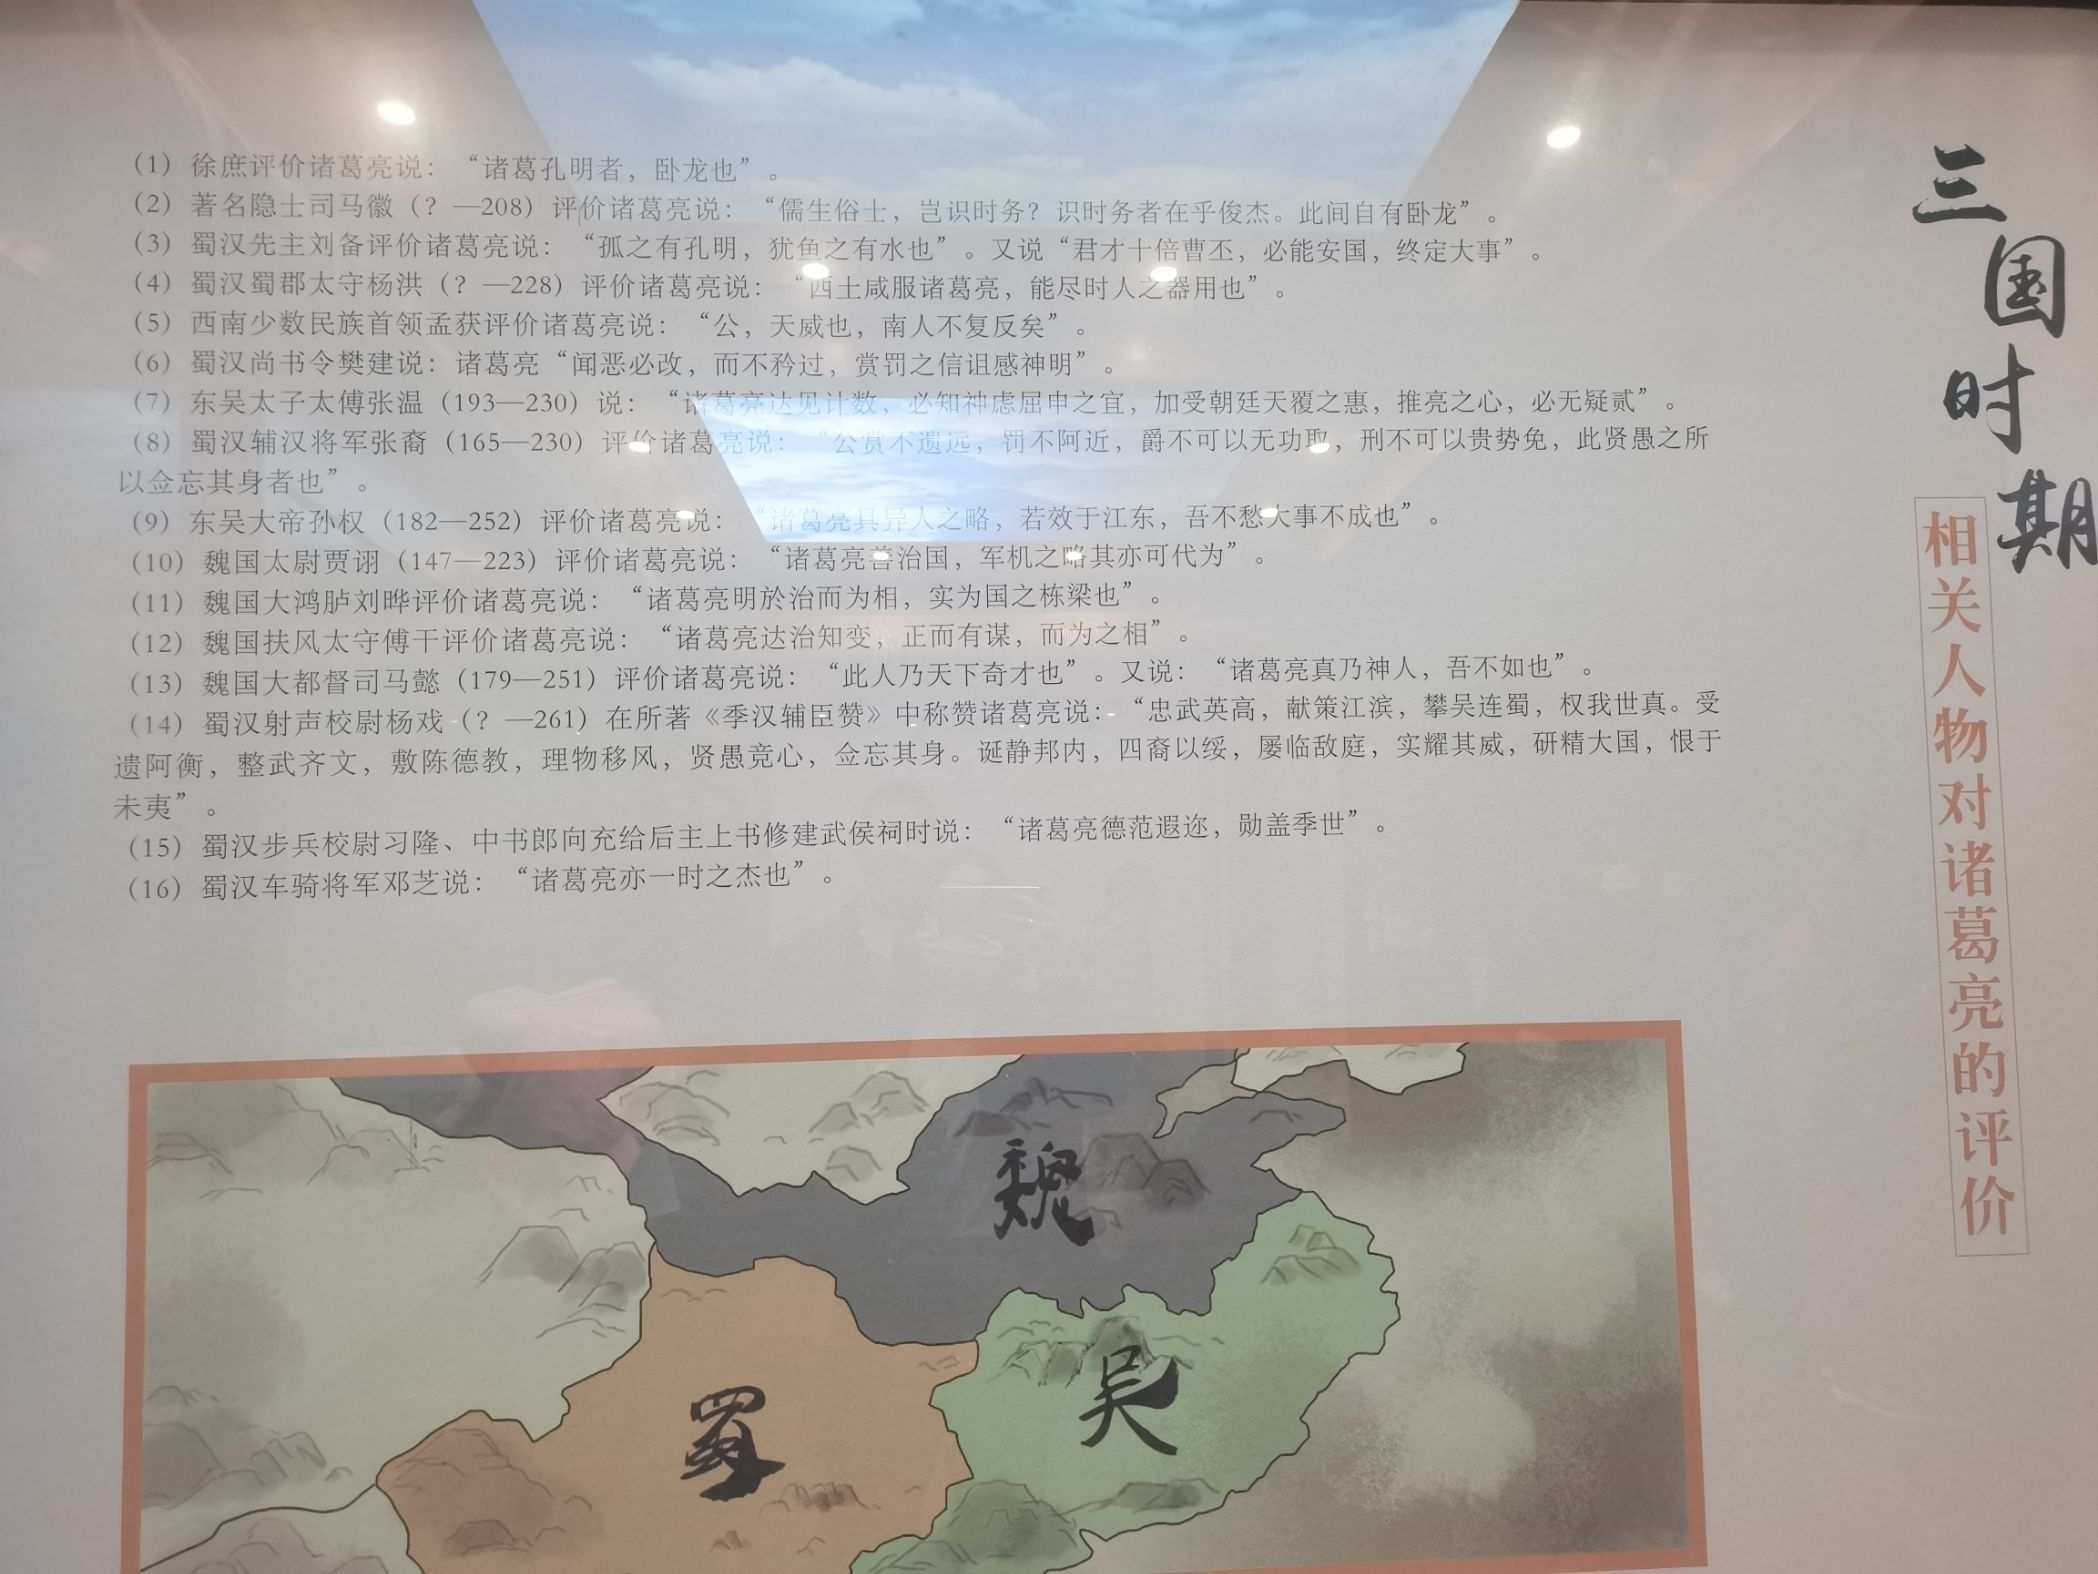 三国时期
相关人物对诸葛亮的评价
（1）徐庶评价诸葛亮说：“诸葛孔明者，卧龙也”。
（2）著名隐士司马徽（？—208）评价诸葛亮说：“儒生俗士，岂识时务？识时务者在乎俊杰。此间自有卧龙”。
（3）蜀汉先主刘备评价诸葛亮说：“孤之有孔明，犹鱼之有水也”。又说“君才十倍曹丕，必能安国，终定大事”。
（4）蜀汉蜀郡太守杨洪（？—228）评价诸葛亮说：“西土咸服诸葛亮，能尽时人之器用也”。
（5）西南少数民族首领孟获评价诸葛亮说：“公，天威也，南人不复反矣”。
（6）蜀汉尚书令樊建说：诸葛亮“闻恶必改，而不矜过，赏罚之信诅感神明”。
（7）东吴太子太傅张温（193—230）说：“诸葛亮达见计数，必知神虑屈申之宜，加受朝廷天覆之惠，推亮之心，必无疑贰”。
（8）蜀汉辅汉将军张裔（165—230）评价诸葛亮说：“公赏不遗远，罚不阿近，爵不可以无功取，刑不可以贵势免，此贤愚之所
以佥忘其身者也”。
（9）东吴大帝孙权（182—252）评价诸葛亮说：“诸葛亮具异人之略，若效于江东，吾不愁大事不成也”。
（10）魏国太尉贾诩（147—223）评价诸葛亮说：“诸葛亮善治国，军机之略其亦可代为”。
（11）魏国大鸿胪刘晔评价诸葛亮说：“诸葛亮明於治而为相，实为国之栋梁也”。
（12）魏国扶风太守傅干评价诸葛亮说：“诸葛亮达治知变，正而有谋，而为之相”。
（13）魏国大都督司马懿（179—251）评价诸葛亮说：“此人乃天下奇才也”。又说：“诸葛亮真乃神人，吾不如也”。
（14）蜀汉射声校尉杨戏（？—261）在所著《季汉辅臣赞》中称赞诸葛亮说：“忠武英高，献策江滨，攀吴连蜀，权我世真。受
遗阿衡，整武齐文，敷陈德教，理物移风，贤愚竞心，佥忘其身。诞静邦内，四裔以绥，屡临敌庭，实耀其威，研精大国，恨于
未夷”。
（15）蜀汉步兵校尉习隆、中书郎向充给后主上书修建武侯祠时说：“诸葛亮德范遐迩，勋盖季世”。
（16）蜀汉车骑将军邓芝说：“诸葛亮亦一时之杰也”。
魏
吴
蜀